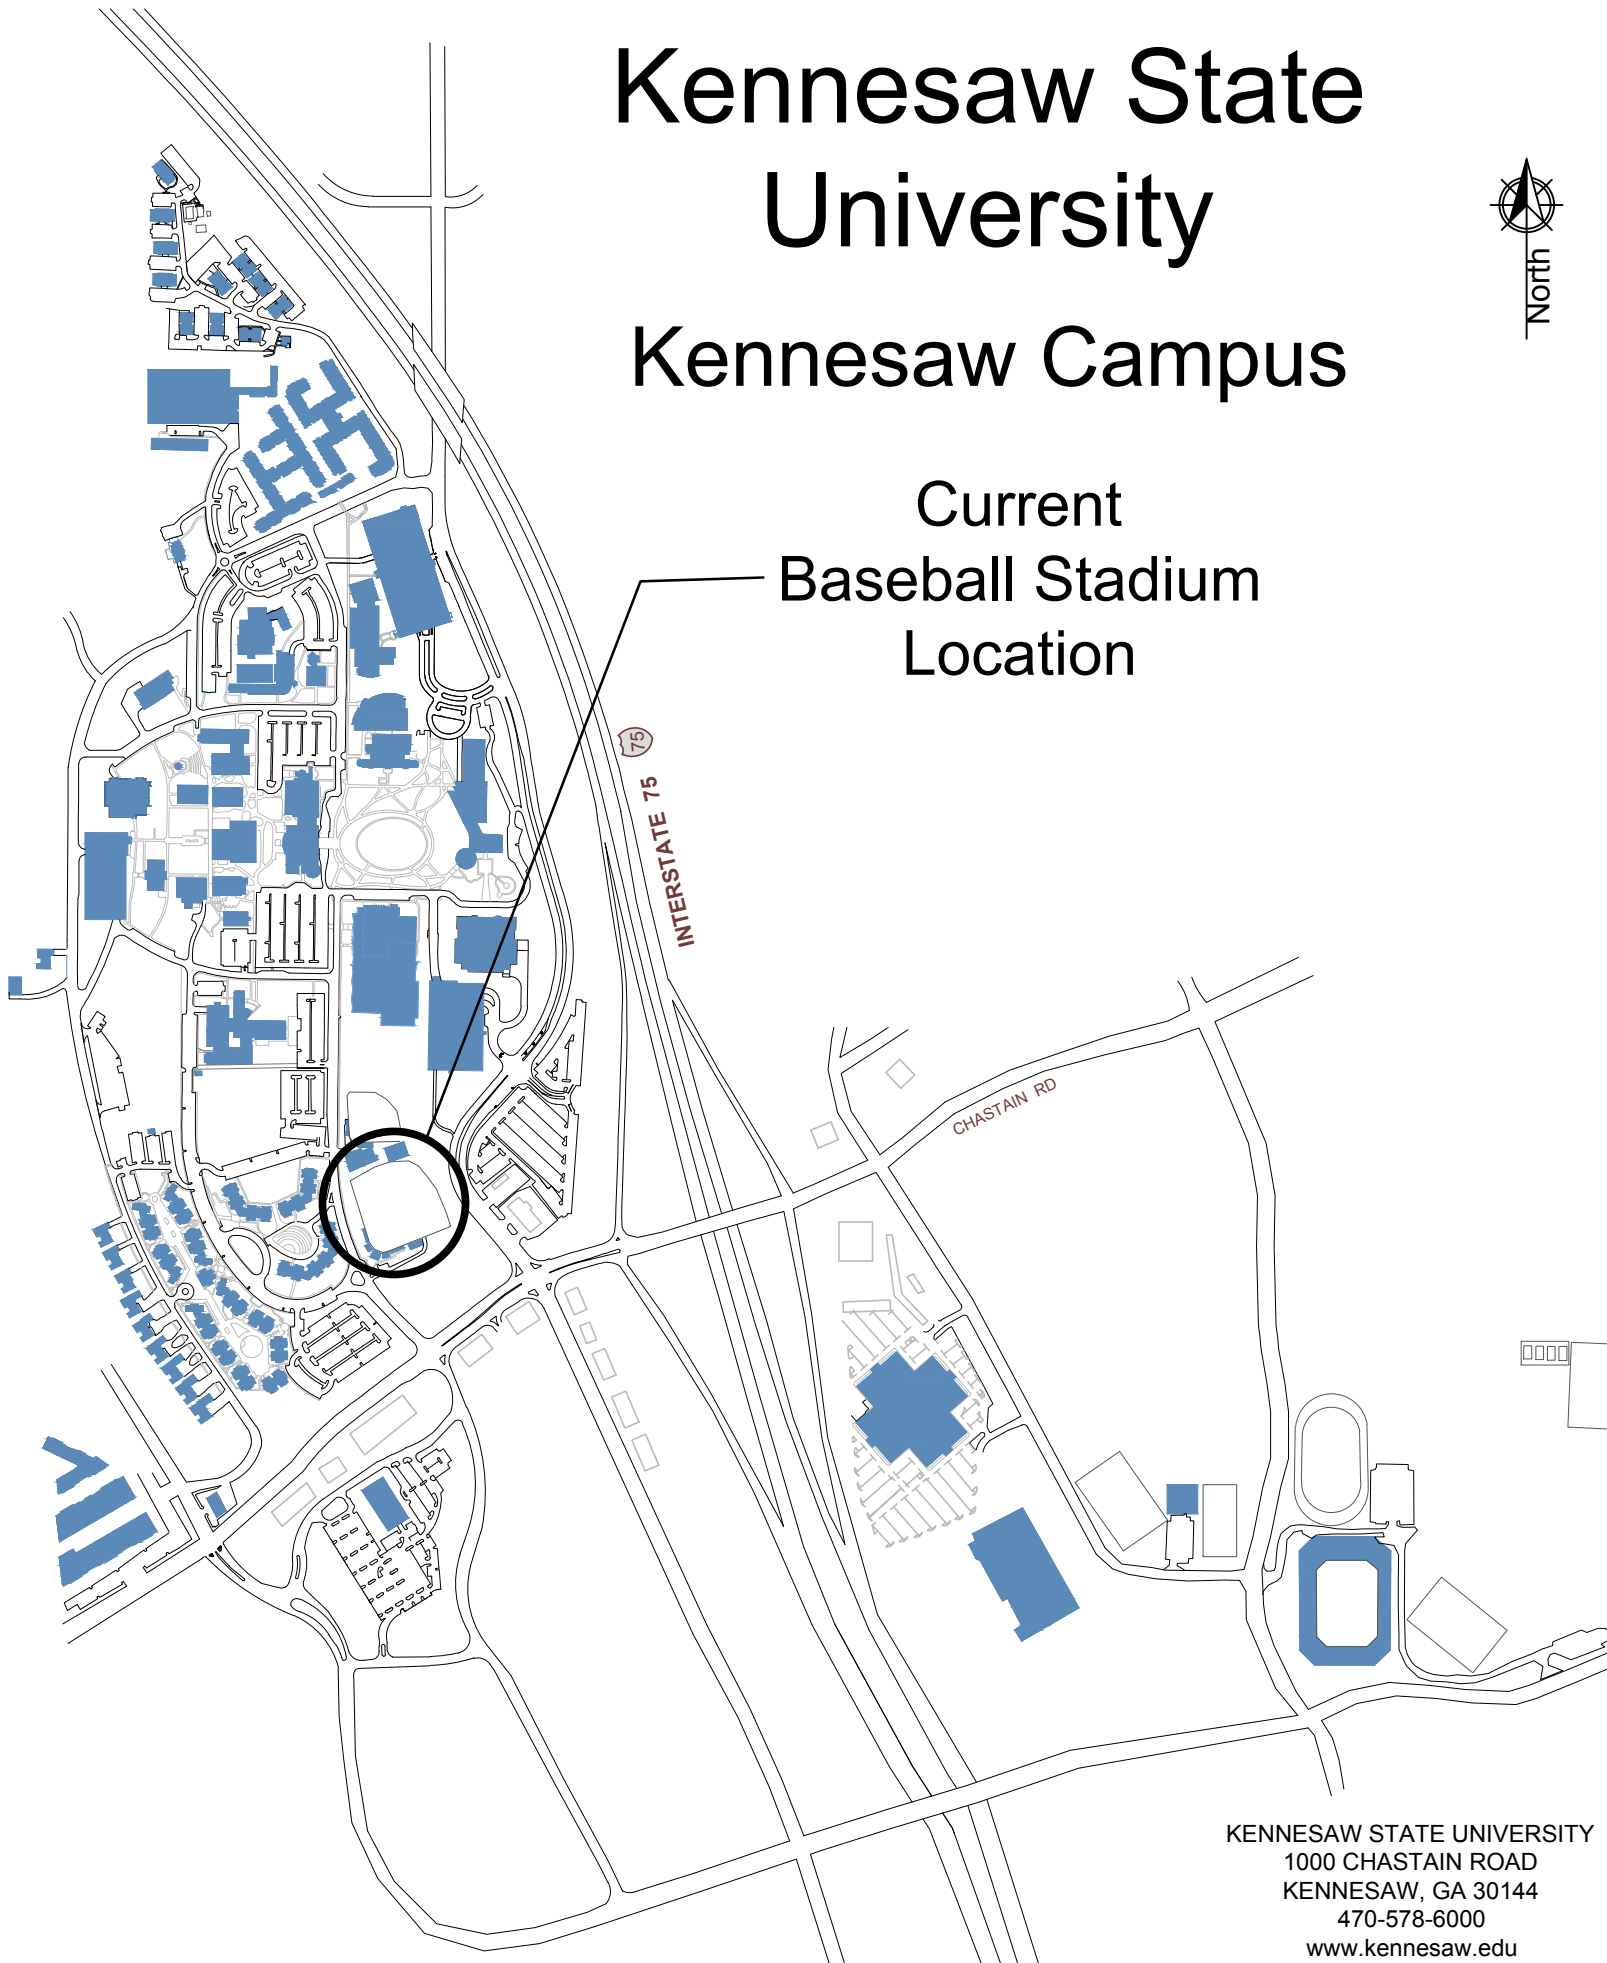 Kennesaw State
University
North
Kennesaw Campus
Current
Baseball Stadium
Location
75
INTERSTATE 75
CHASTAIN RD
KENNESAW STATE UNIVERSITY
1000 CHASTAIN ROAD
KENNESAW, GA 30144
470-578-6000
www.kennesaw.edu